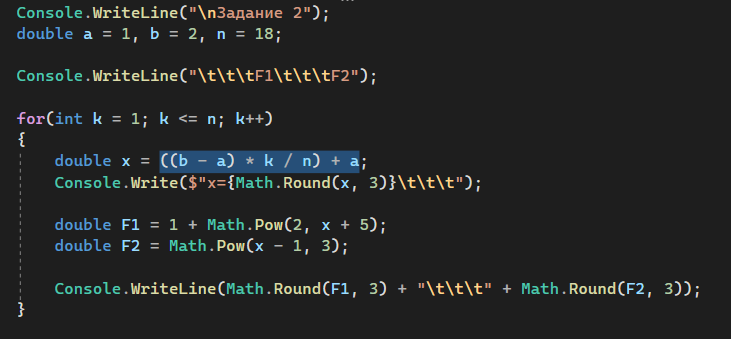 Console.WriteLine("\nЗадание 2");
double a = 1, b = 2, n = 18;
Console.WriteLine("\t\t\tF1\t\t\tF2");
for(int k = 1; k <= n; k++)
{
double x = ((b - a) * k / n) + a;
Console.Write($"x={Math.Round(x, 3)}\t\t\t");
double F1 = 1 + Math.Pow(2, x + 5);
double F2 = Math.Pow(x - 1, 3);
Console.WriteLine(Math.Round(F1, 3) + "\t\t\t" + Math.Round(F2, 3));
}